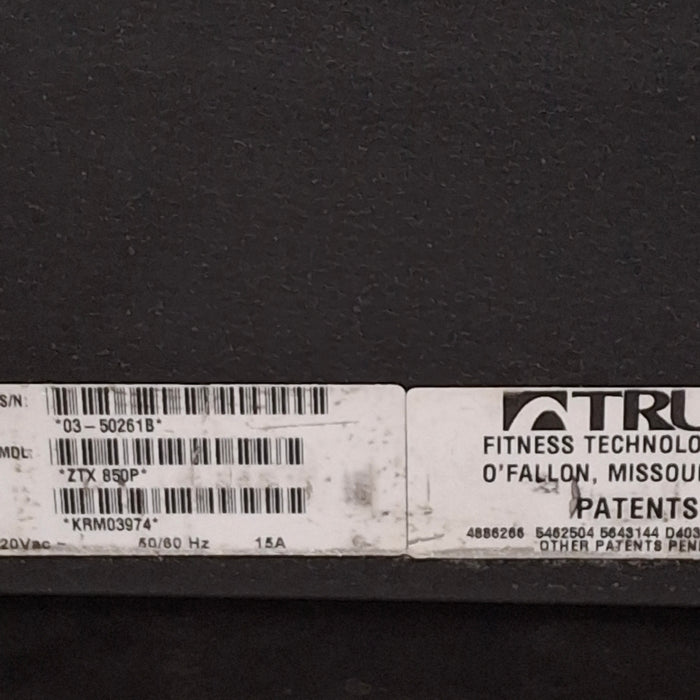 S/N:
*03-50261B*
MDL:
*ZTX 850P*
*KRM03974*
20Vac ~ 50/60 Hz 15A
TRU
FITNESS TECHNOLO
O'FALLON, MISSOU
PATENTS
4886266 5462504 5643144 D403
OTHER PATENTS PEN